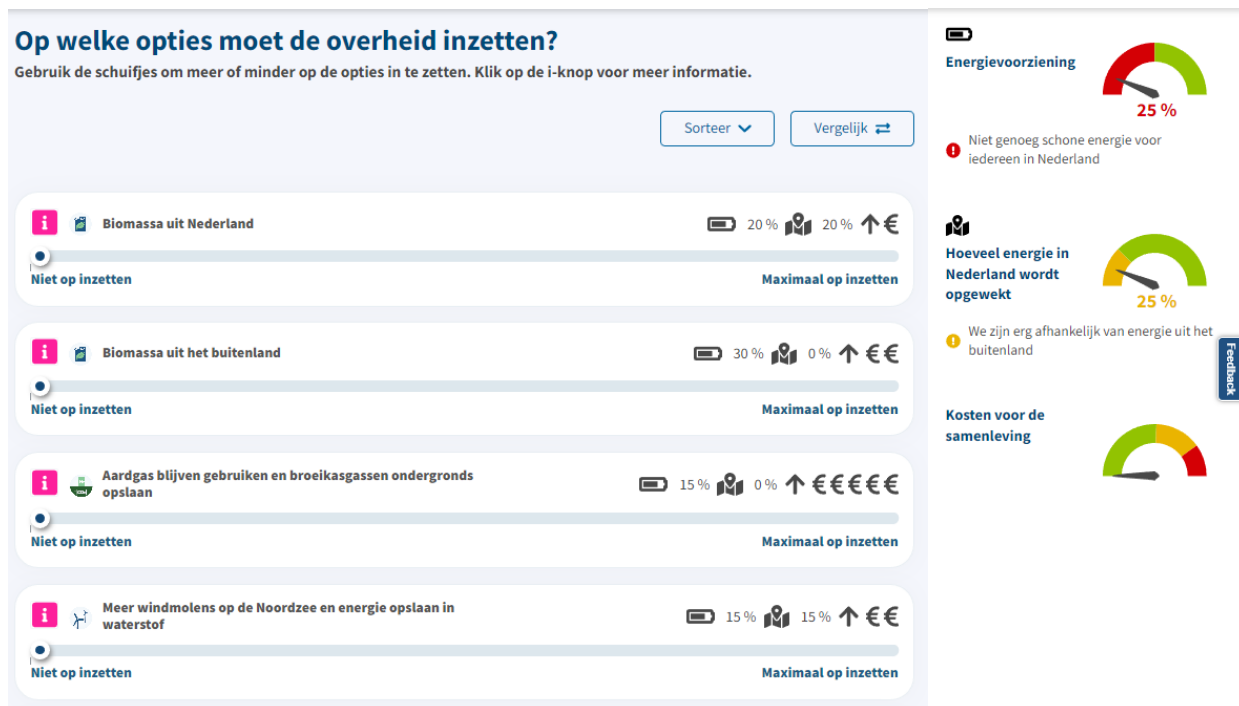 Op welke opties moet de overheid inzetten?
Gebruik de schuifjes om meer of minder op de opties in te zetten. Klik op de i-knop voor meer informatie.
Sorteer
Vergelijk
i
Biomassa uit Nederland
20 %
20 %
€
Niet op inzetten
Maximaal op inzetten
i
Biomassa uit het buitenland
30 %
0 %
€ €
Niet op inzetten
Maximaal op inzetten
i
Aardgas blijven gebruiken en broeikasgassen ondergronds
opslaan
15 %
0 %
€ € € € €
Niet op inzetten
Maximaal op inzetten
i
Meer windmolens op de Noordzee en energie opslaan in
waterstof
15 %
15 %
€ €
Niet op inzetten
Maximaal op inzetten
Energievoorziening
25 %
Niet genoeg schone energie voor
iedereen in Nederland
Hoeveel energie in
Nederland wordt
opgewekt
25 %
We zijn erg afhankelijk van energie uit het
buitenland
Kosten voor de
samenleving
Feedback